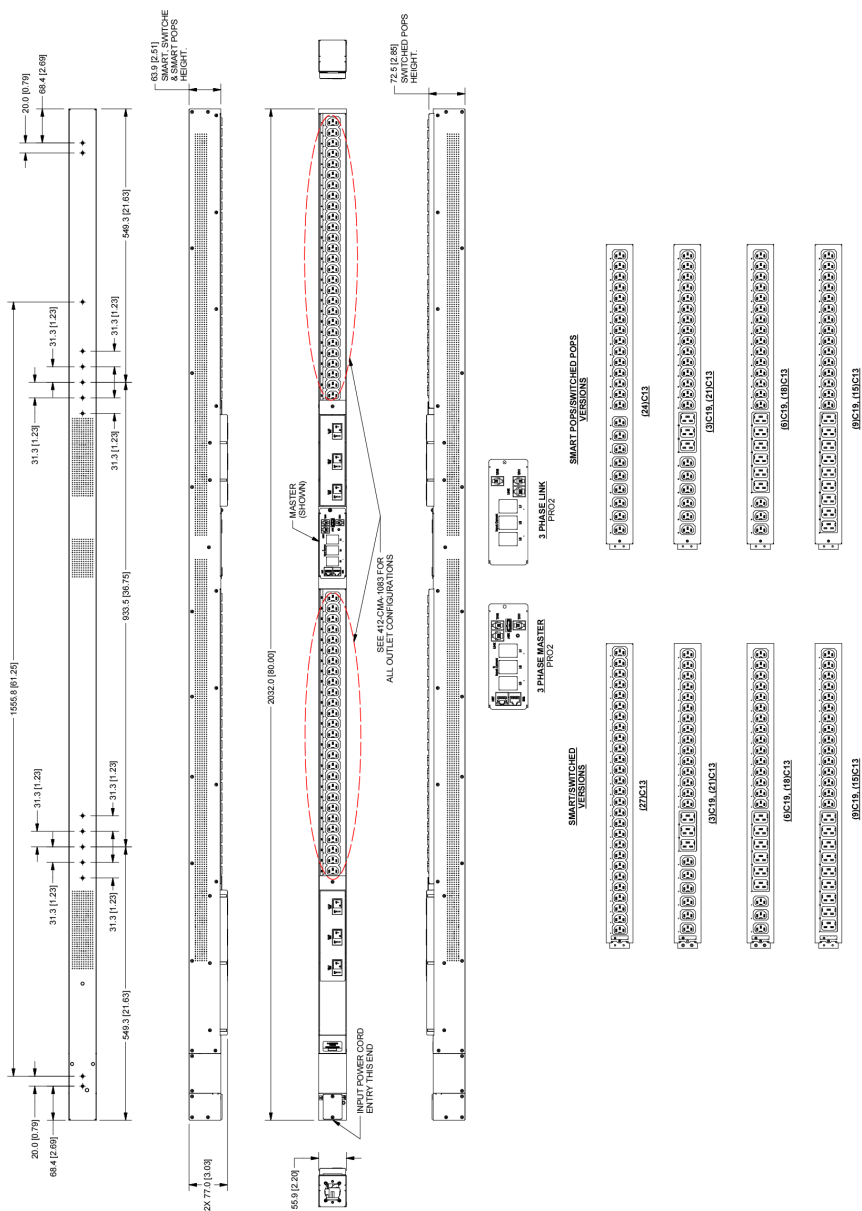 20.0 [0.79]
68.4 [2.69]
549.3 [21.63]
31.3 [1.23]
31.3 [1.23]
31.3 [1.23]
31.3 [1.23]
1555.8 [61.25]
933.5 [36.75]
31.3 [1.23]
31.3 [1.23]
31.3 [1.23]
31.3 [1.23]
549.3 [21.63]
20.0 [0.79]
68.4 [2.69]
63.9 [2.51]
SMART, SWITCHE
& SMART POPS
HEIGHT.
2X 77.0 [3.03]
2032.0 [80.00]
55.9 [2.20]
INPUT POWER CORD
ENTRY THIS END
MASTER
(SHOWN)
SEE 412-CMA-1083 FOR
ALL OUTLET CONFIGURATIONS
72.5 [2.85]
SWITCHED POPS
HEIGHT.
3 PHASE MASTER
PRO2
3 PHASE LINK
PRO2
SMART/SWITCHED
VERSIONS
(27)C13
(3)C19, (21)C13
(6)C19, (18)C13
(9)C19, (15)C13
SMART POPS/SWITCHED POPS
VERSIONS
(24)C13
(3)C19, (21)C13
(6)C19, (18)C13
(9)C19, (15)C13